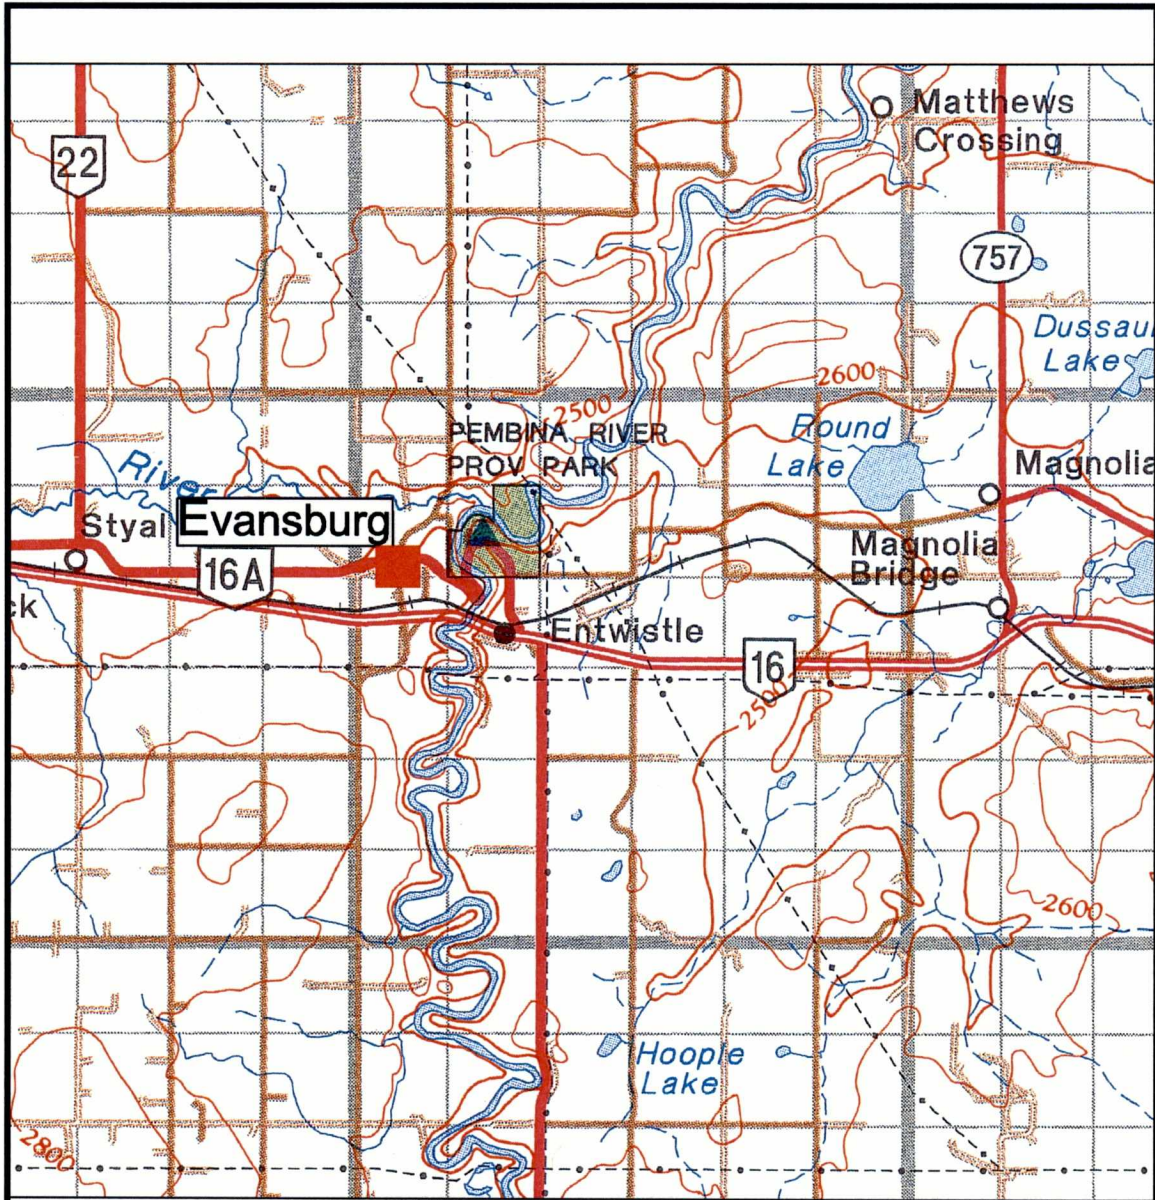 Matthews
Crossing
22
757
Dussau
Lake
2600
2500
PEMBINA RIVER
PROV PARK
Round
Lake
Magnolia
River
Styal
Evansburg
16A
Magnolia
Bridge
ck
Entwistle
16
2500
2600
Hoople
Lake
2800